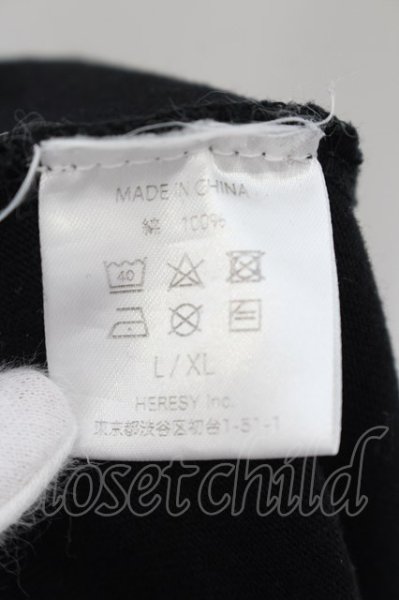 MADE IN CHINA
綿 100%
40
L / XL
HERESY Inc.
東京都渋谷区初台1-51-1
closetchild